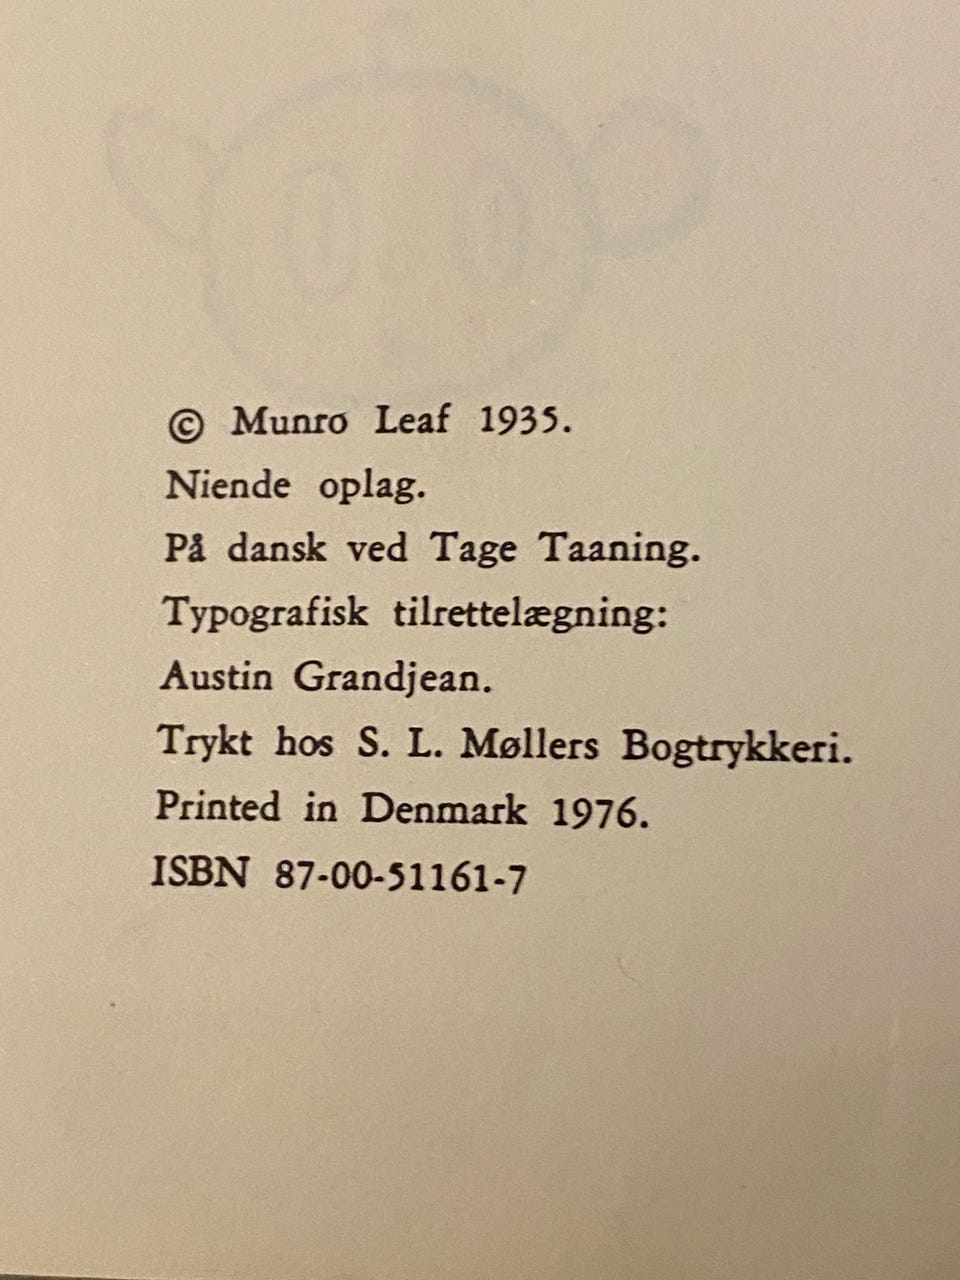 © Munro Leaf 1935.
Niende oplag.
På dansk ved Tage Taaning.
Typografisk tilrettelægning:
Austin Grandjean.
Trykt hos S. L. Møllers Bogtrykkeri.
Printed in Denmark 1976.
ISBN 87-00-51161-7